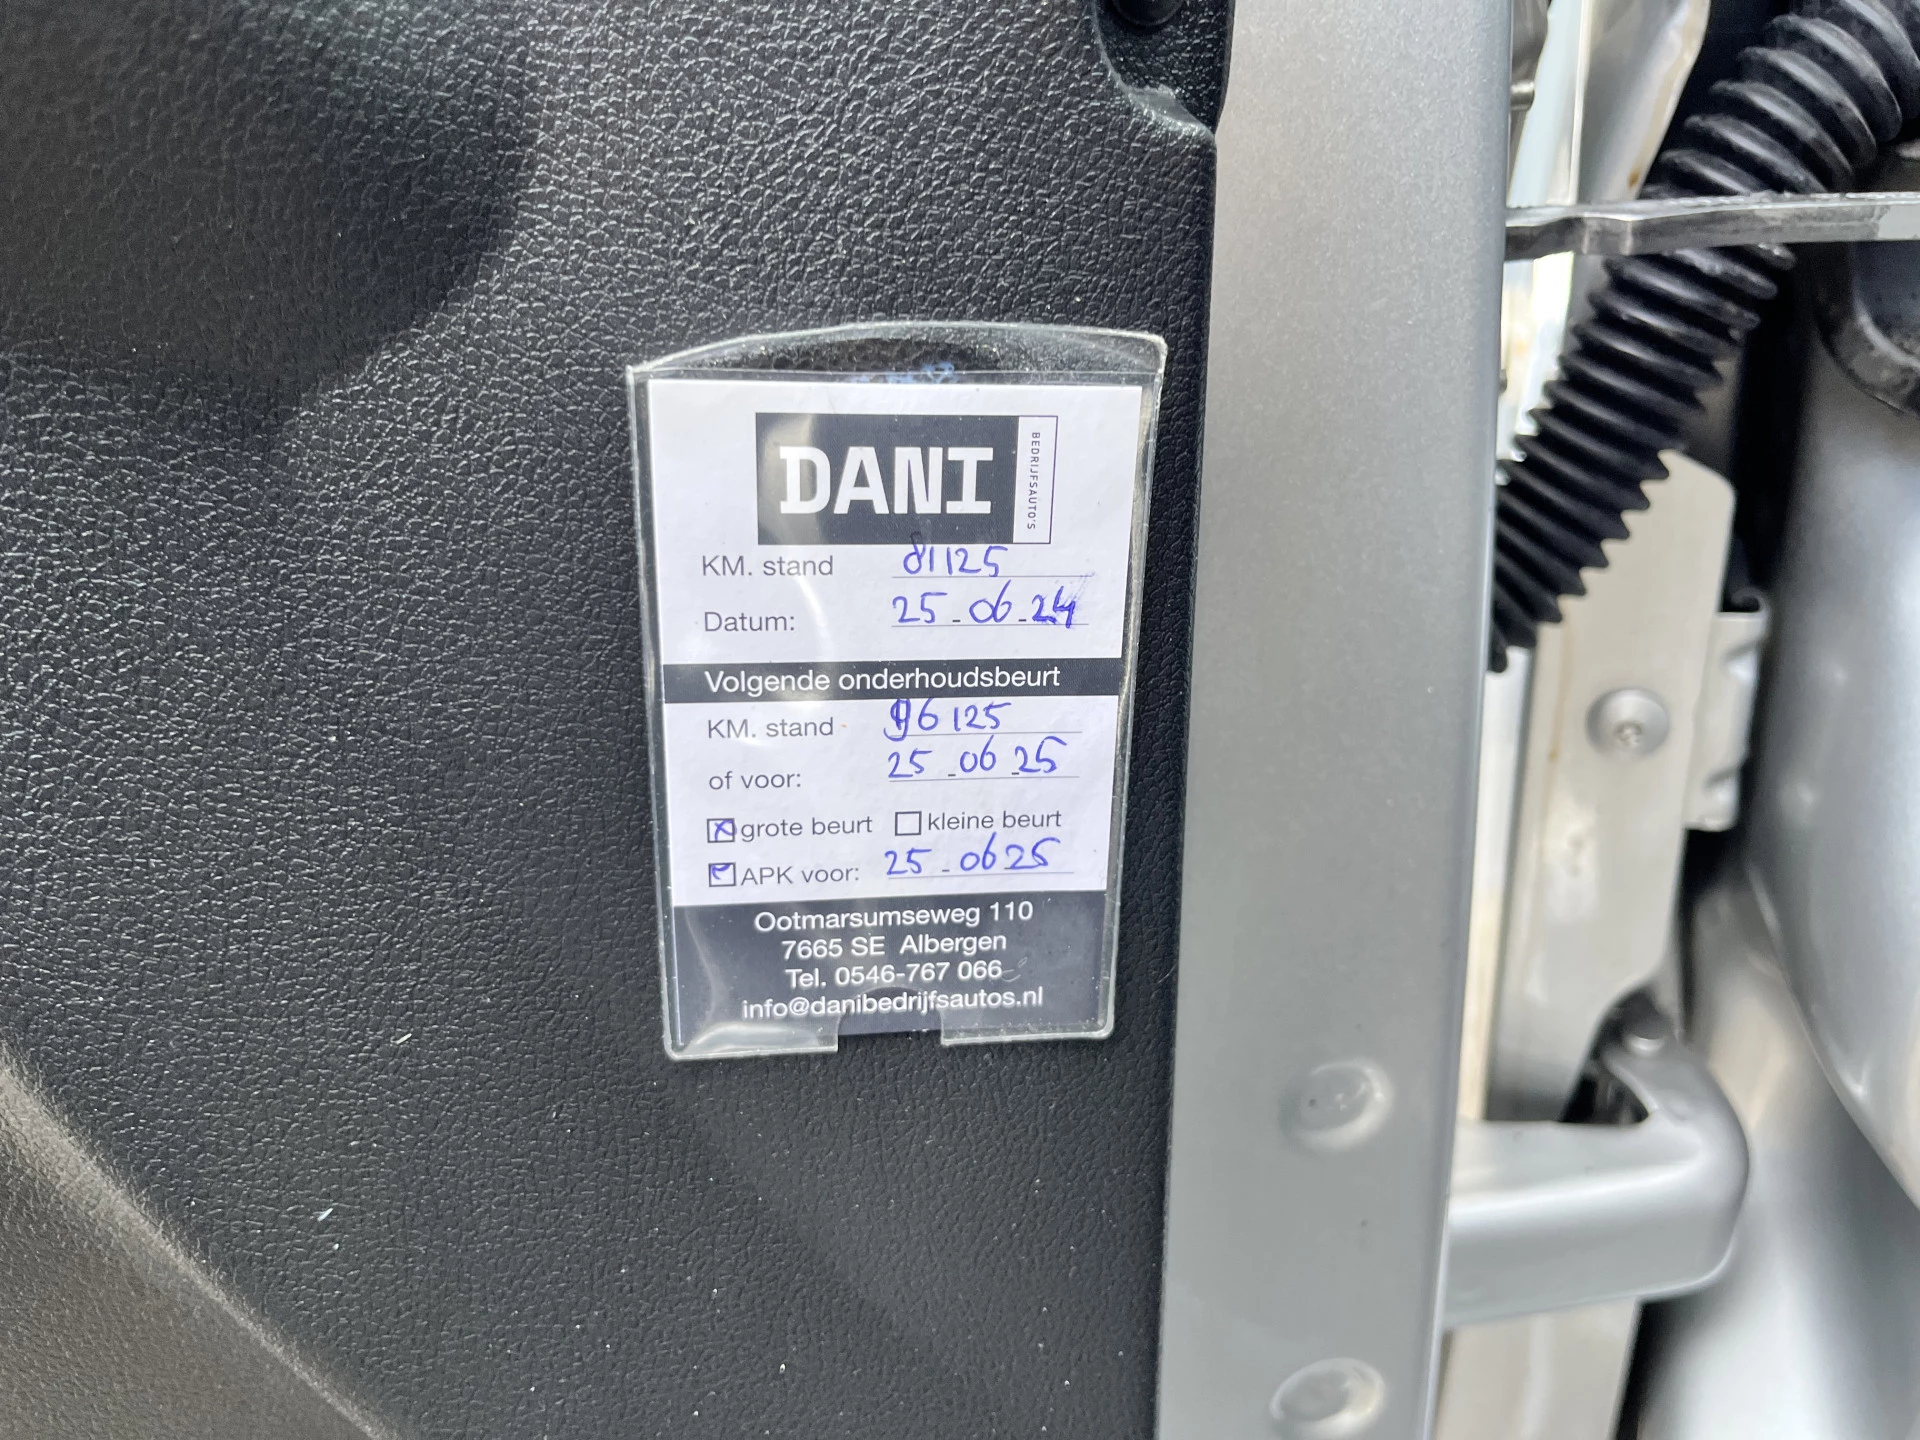 DANI BEDRIJFSAUTO'S
KM. stand 81125
Datum: 25-06-24
Volgende onderhoudsbeurt
KM. stand 96125
of voor: 25-06-25
grote beurt kleine beurt
APK voor: 25-0625
Ootmarsumseweg 110
7665 SE Albergen
Tel. 0546-767 066
info@danibedrijfsautos.nl